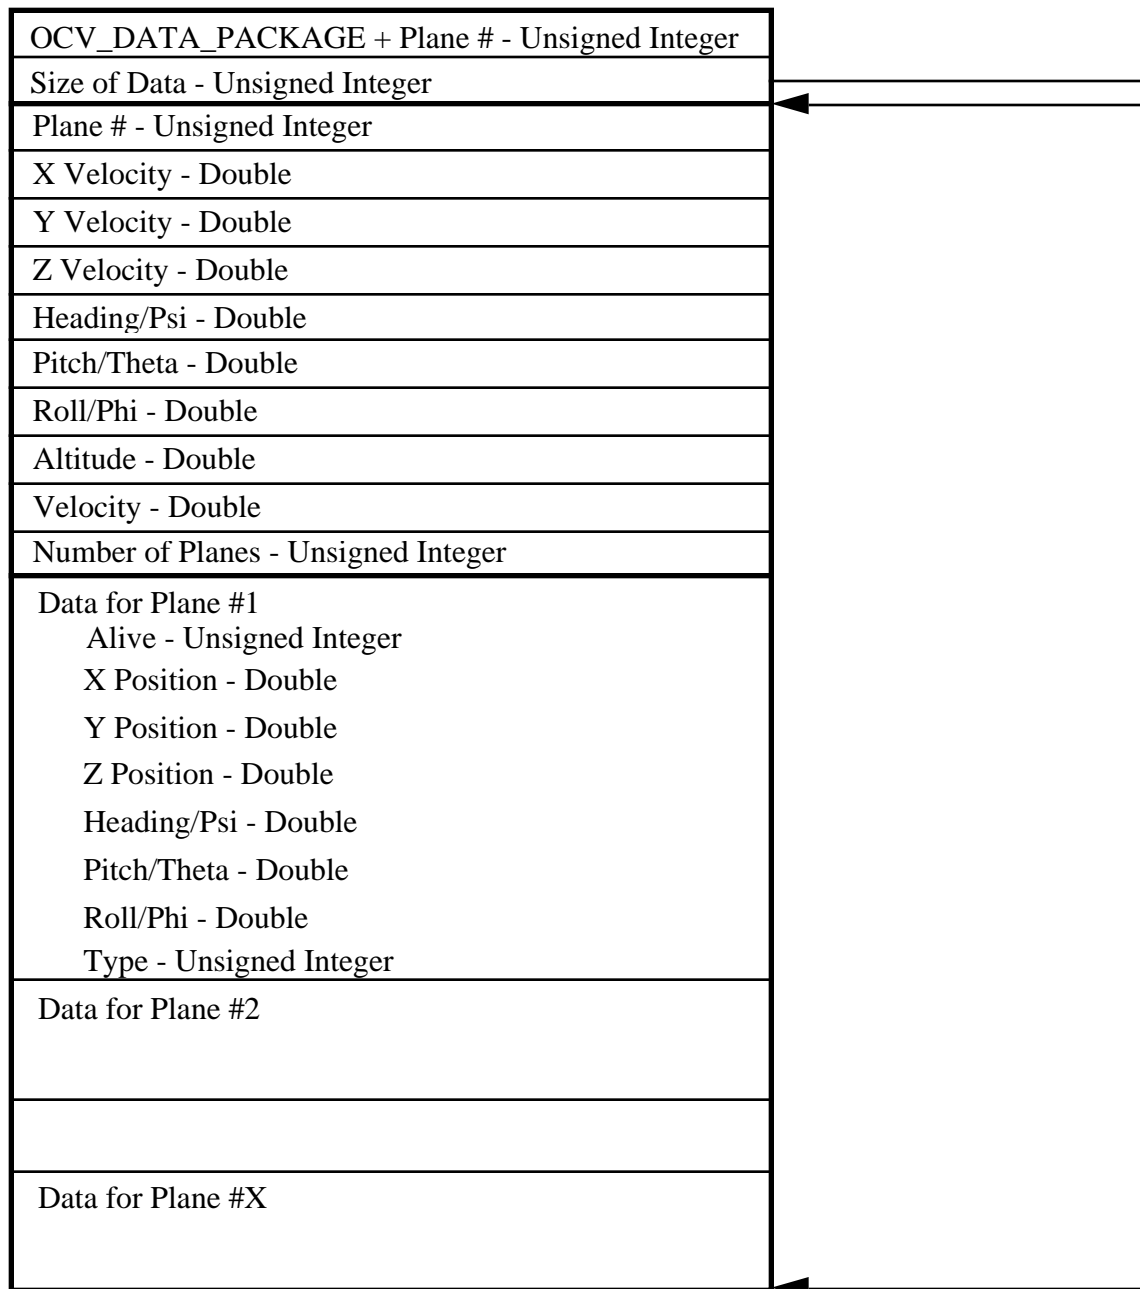 OCV_DATA_PACKAGE + Plane # - Unsigned Integer
Size of Data - Unsigned Integer
Plane # - Unsigned Integer
X Velocity - Double
Y Velocity - Double
Z Velocity - Double
Heading/Psi - Double
Pitch/Theta - Double
Roll/Phi - Double
Altitude - Double
Velocity - Double
Number of Planes - Unsigned Integer
Data for Plane #1
Alive - Unsigned Integer
X Position - Double
Y Position - Double
Z Position - Double
Heading/Psi - Double
Pitch/Theta - Double
Roll/Phi - Double
Type - Unsigned Integer
Data for Plane #2
Data for Plane #X